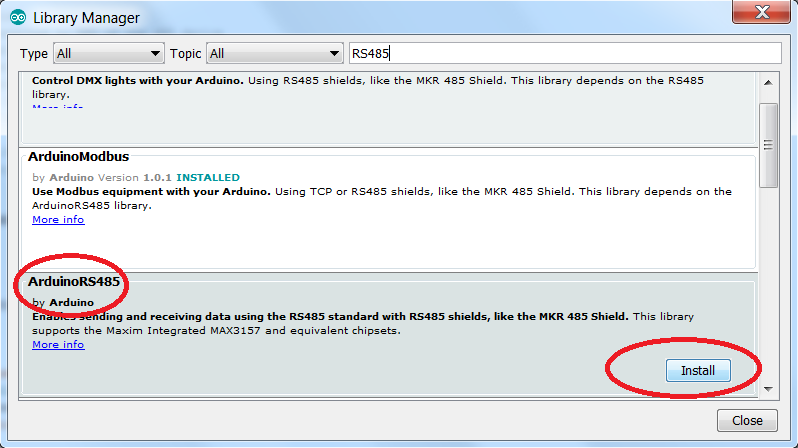 Library Manager
Type All Topic All RS485
Control DMX lights with your Arduino. Using RS485 shields, like the MKR 485 Shield. This library depends on the RS485
library.
More info
ArduinoModbus
by Arduino Version 1.0.1 INSTALLED
Use Modbus equipment with your Arduino. Using TCP or RS485 shields, like the MKR 485 Shield. This library depends on the
ArduinoRS485 library.
More info
ArduinoRS485
by Arduino
Enables sending and receiving data using the RS485 standard with RS485 shields, like the MKR 485 Shield. This library
supports the Maxim Integrated MAX3157 and equivalent chipsets.
More info
Install
Close